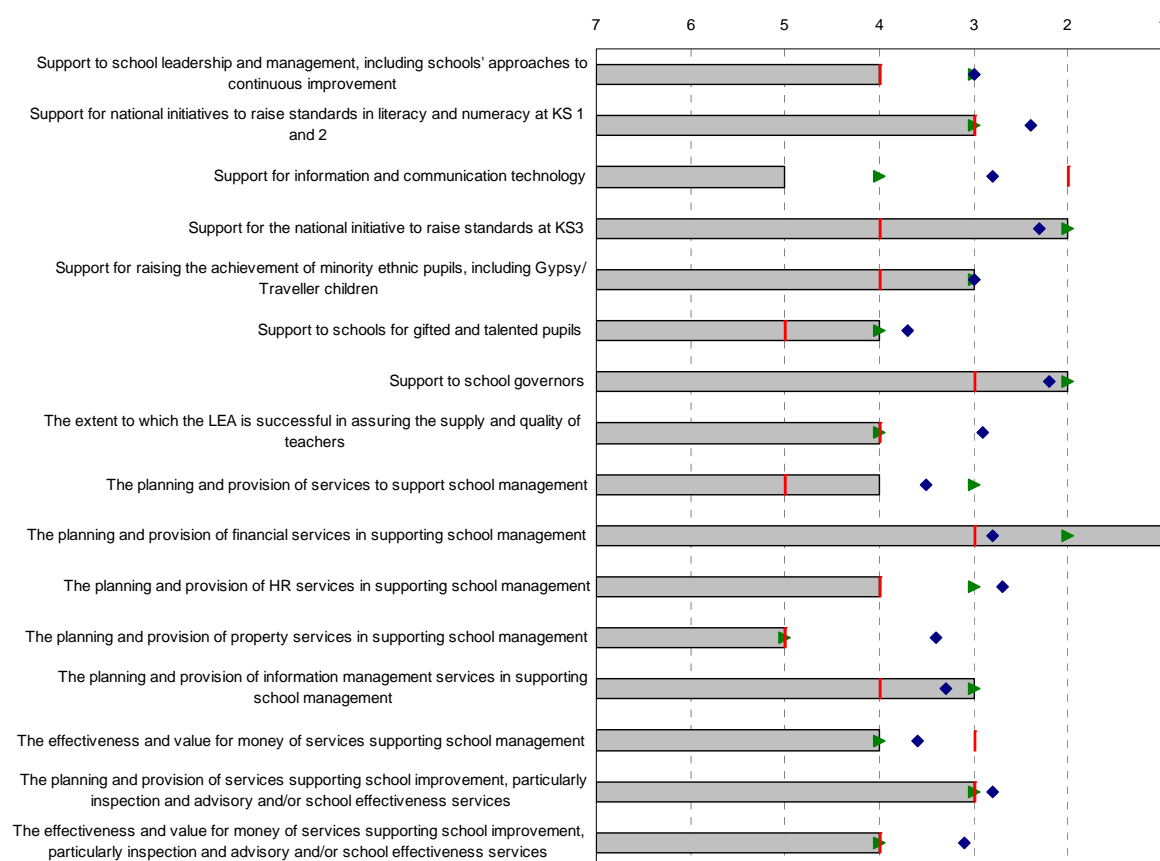 7 6 5 4 3 2
Support to school leadership and management, including schools' approaches to
continuous improvement
Support for national initiatives to raise standards in literacy and numeracy at KS 1
and 2
Support for information and communication technology
Support for the national initiative to raise standards at KS3
Support for raising the achievement of minority ethnic pupils, including Gypsy/
Traveller children
Support to schools for gifted and talented pupils
Support to school governors
The extent to which the LEA is successful in assuring the supply and quality of
teachers
The planning and provision of services to support school management
The planning and provision of financial services in supporting school management
The planning and provision of HR services in supporting school management
The planning and provision of property services in supporting school management
The planning and provision of information management services in supporting
school management
The effectiveness and value for money of services supporting school management
The planning and provision of services supporting school improvement, particularly
inspection and advisory and/or school effectiveness services
The effectiveness and value for money of services supporting school improvement,
particularly inspection and advisory and/or school effectiveness services